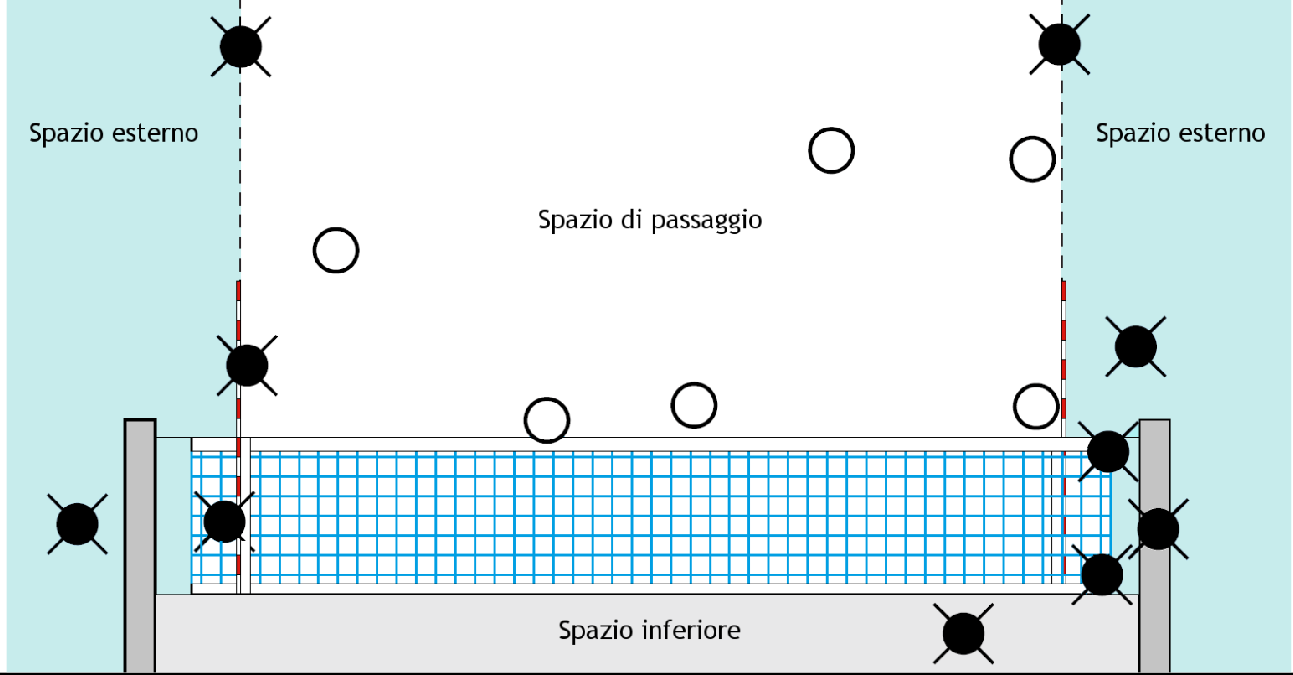 Spazio esterno
Spazio esterno
Spazio di passaggio
Spazio inferiore